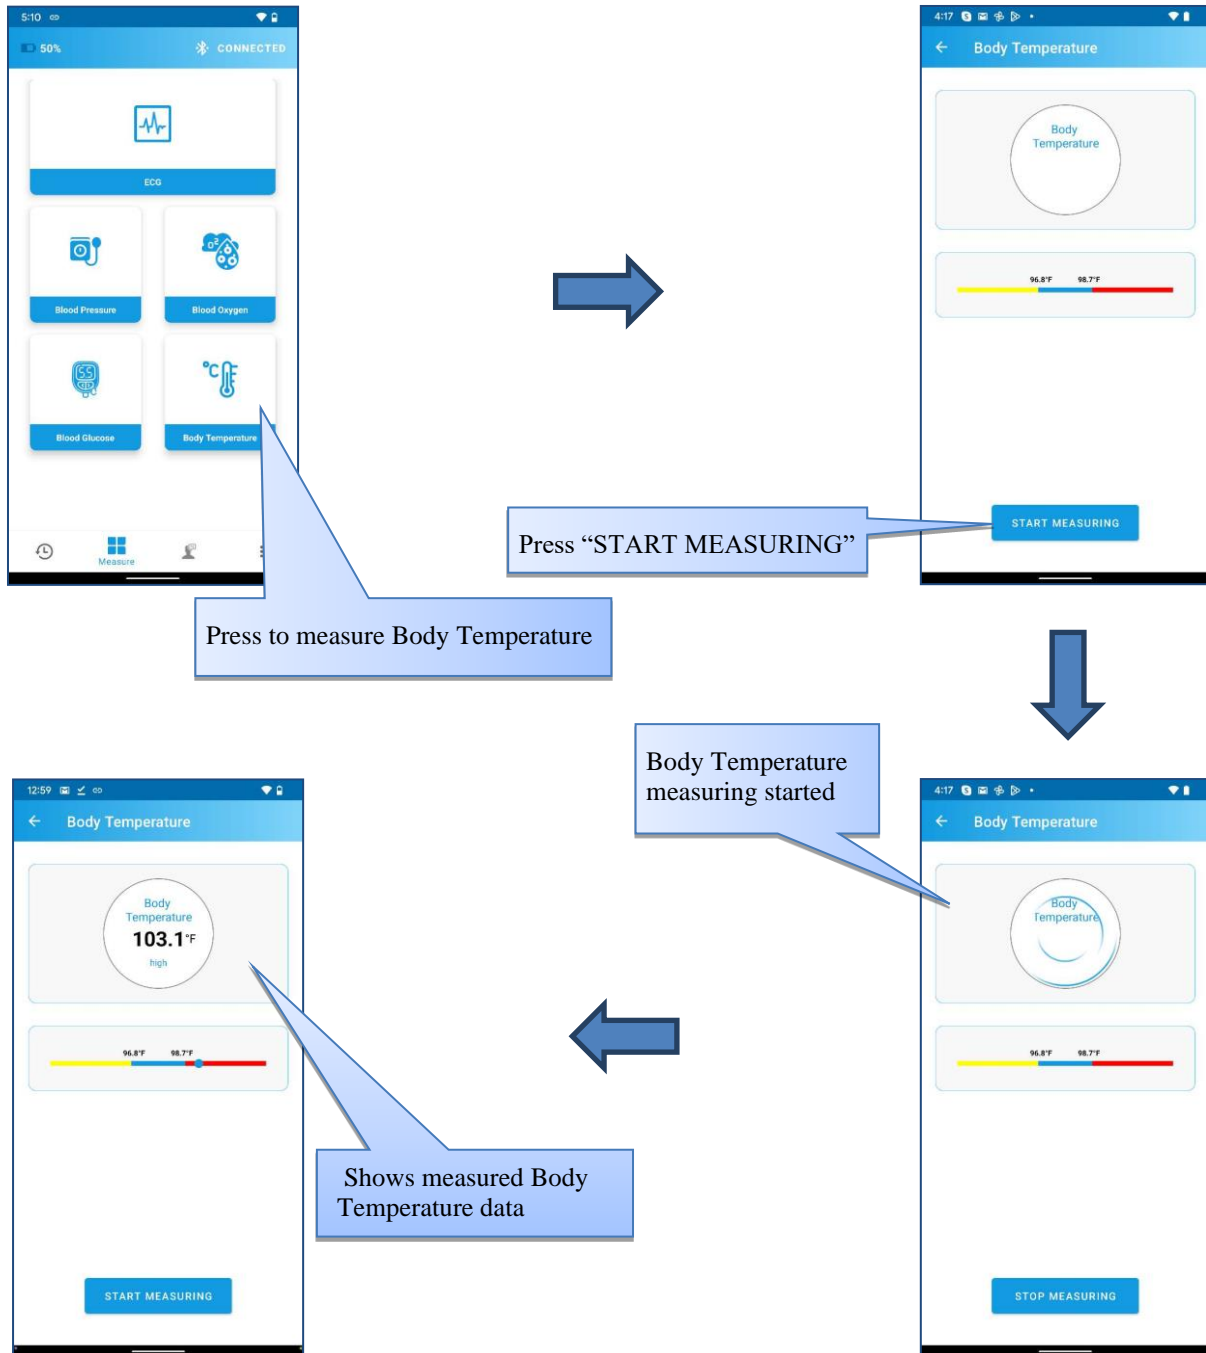 5:10
50%
CONNECTED
ECG
Blood Pressure
Blood Oxygen
°C
Blood Glucose
Body Temperature
Measure
Press to measure Body Temperature
4:17
Body Temperature
Body
Temperature
96.8°F 98.7°F
START MEASURING
Press “START MEASURING”
Body Temperature
measuring started
4:17
Body Temperature
Body
Temperature
96.8°F 98.7°F
STOP MEASURING
12:59
Body Temperature
Body
Temperature
103.1°F
high
96.8°F 98.7°F
START MEASURING
Shows measured Body
Temperature data